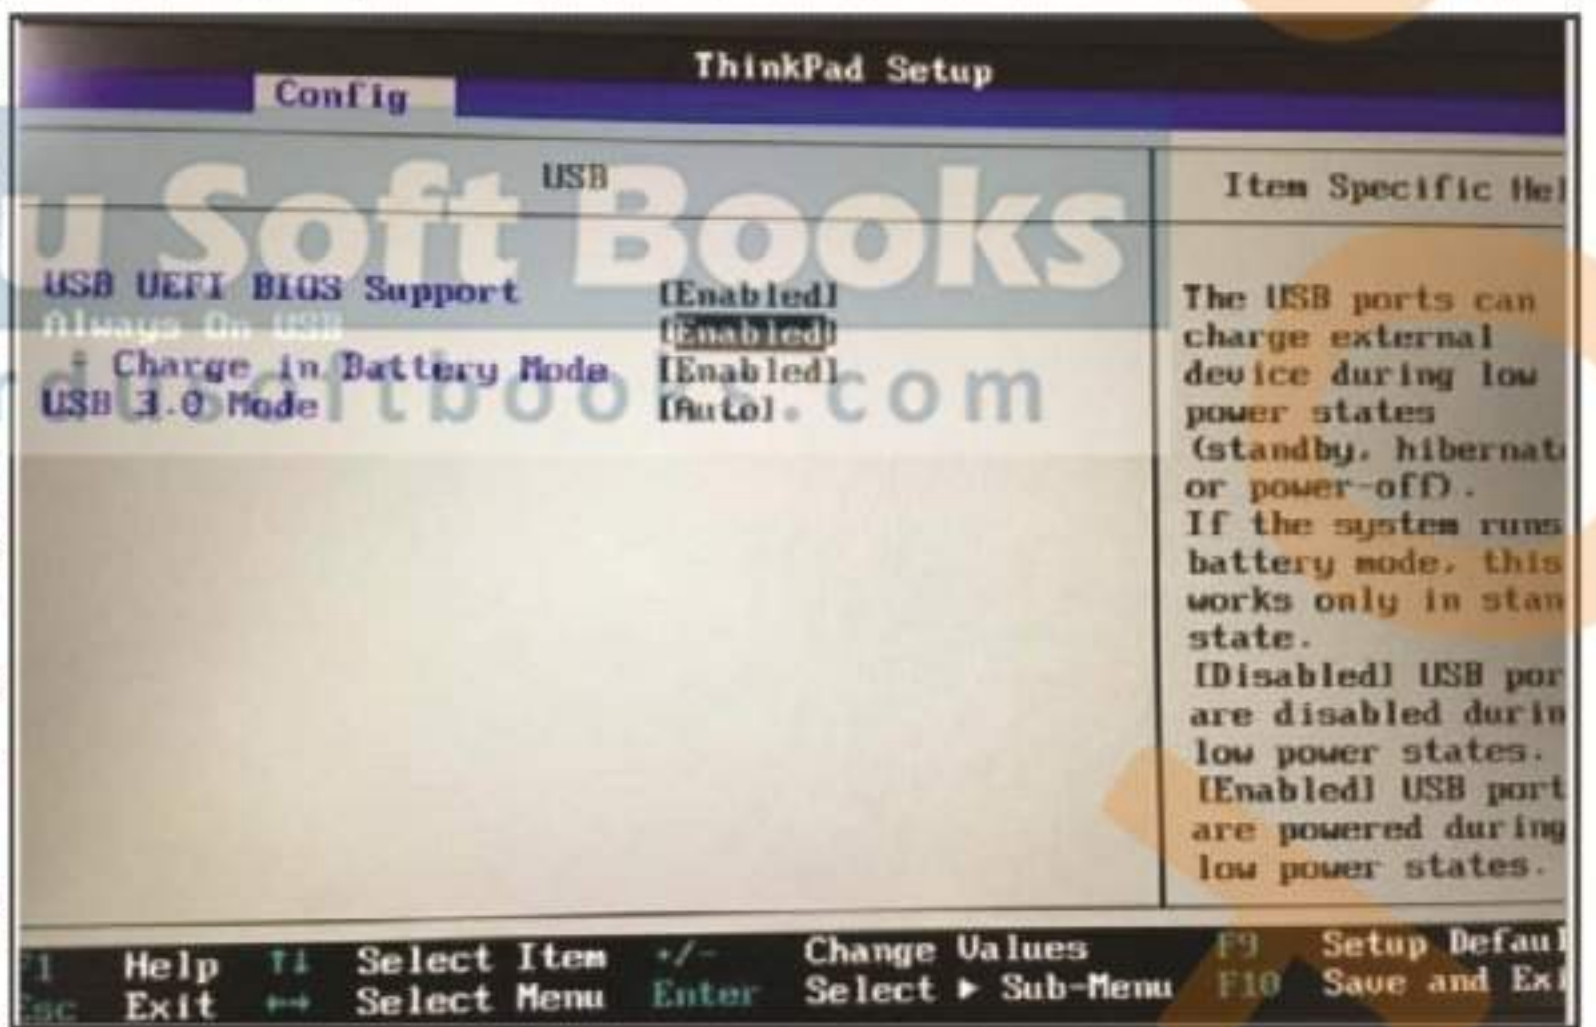 ThinkPad Setup
Config
USB
Item Specific Hel
u Soft Books
USB UEFI BIOS Support [Enabled]
Always On USB [Enabled]
- Charge in Battery Mode [Enabled]
USB 3.0 Mode [Auto]
rdusoftbooks.com
The USB ports can
charge external
device during low
power states
(standby, hibernat
or power-off).
If the system runs
battery mode, this
works only in stan
state.
[Disabled] USB por
are disabled durin
low power states.
[Enabled] USB port
are powered during
low power states.
F1 Help ↑↓ Select Item +/- Change Values F9 Setup Defaul
Esc Exit ↔ Select Menu Enter Select ▶ Sub-Menu F10 Save and Exi